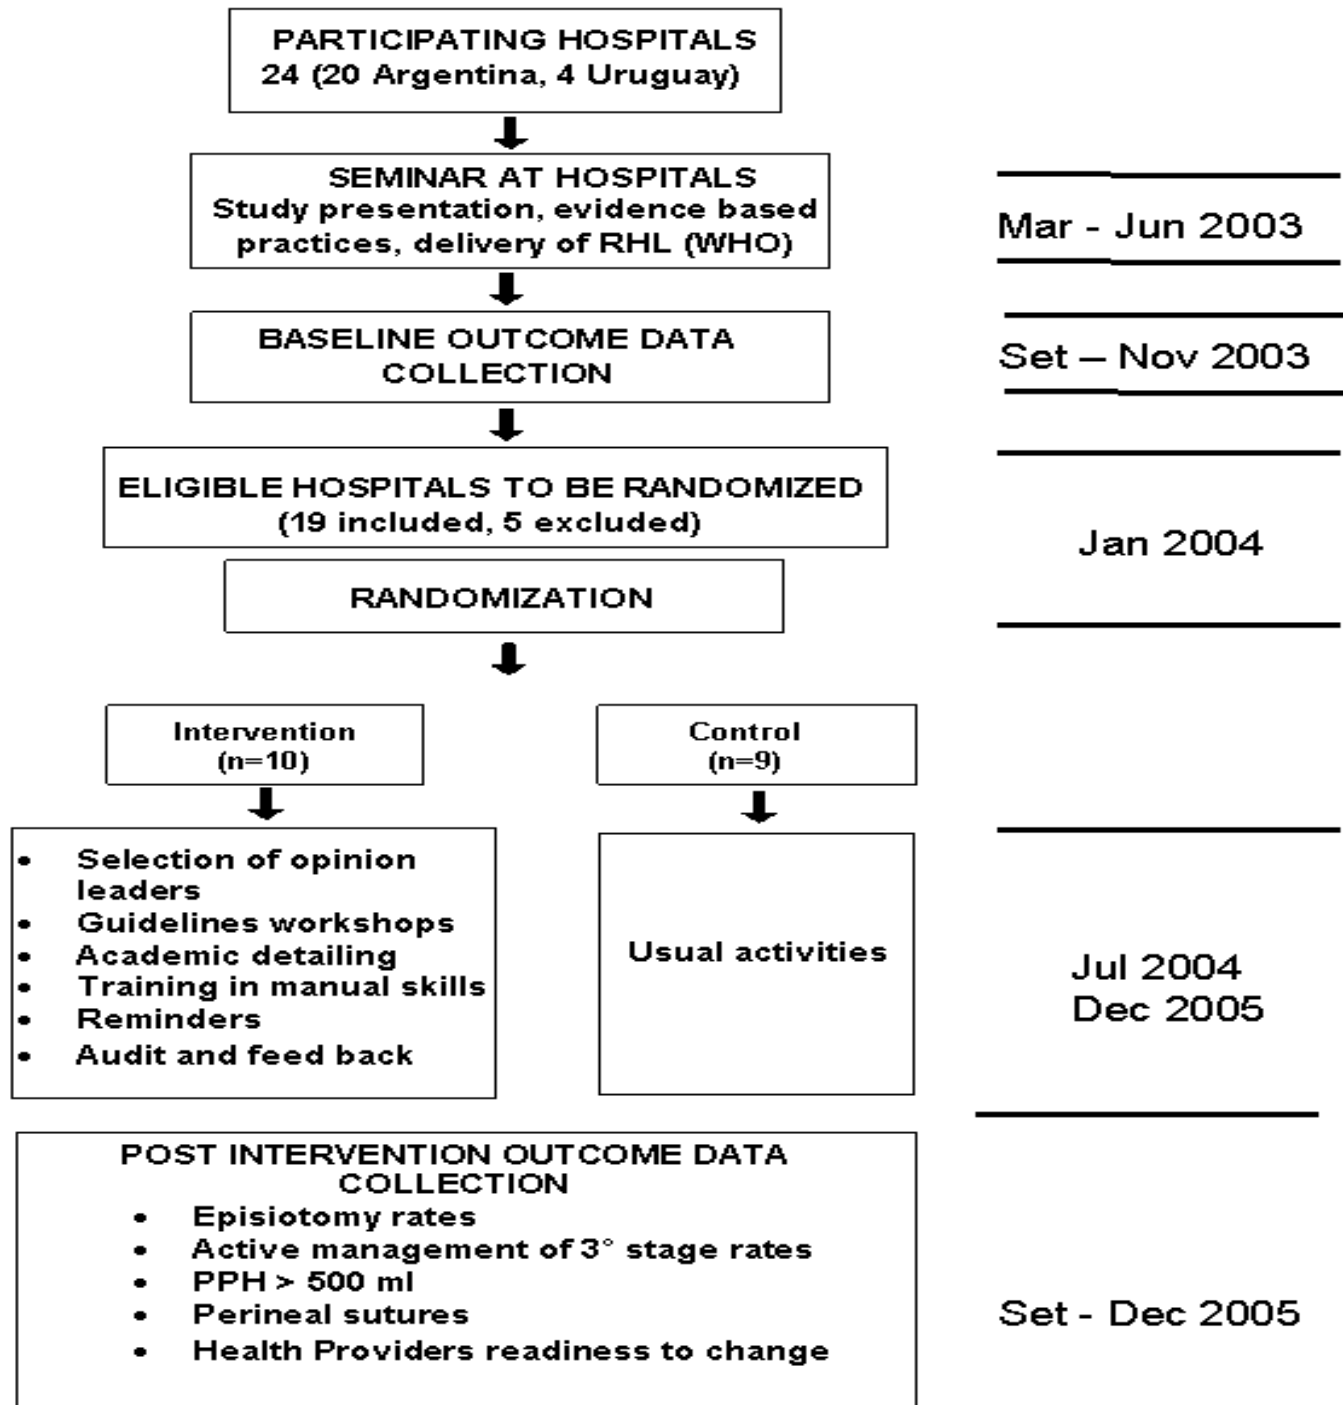 PARTICIPATING HOSPITALS
24 (20 Argentina, 4 Uruguay)
SEMINAR AT HOSPITALS
Study presentation, evidence based
practices, delivery of RHL (WHO)
Mar - Jun 2003
BASELINE OUTCOME DATA
COLLECTION
Set – Nov 2003
ELIGIBLE HOSPITALS TO BE RANDOMIZED
(19 included, 5 excluded)
RANDOMIZATION
Jan 2004
Intervention
(n=10)
Control
(n=9)
• Selection of opinion
leaders
• Guidelines workshops
• Academic detailing
• Training in manual skills
• Reminders
• Audit and feed back
Usual activities
Jul 2004
Dec 2005
POST INTERVENTION OUTCOME DATA
COLLECTION
• Episiotomy rates
• Active management of 3° stage rates
• PPH > 500 ml
• Perineal sutures
• Health Providers readiness to change
Set - Dec 2005